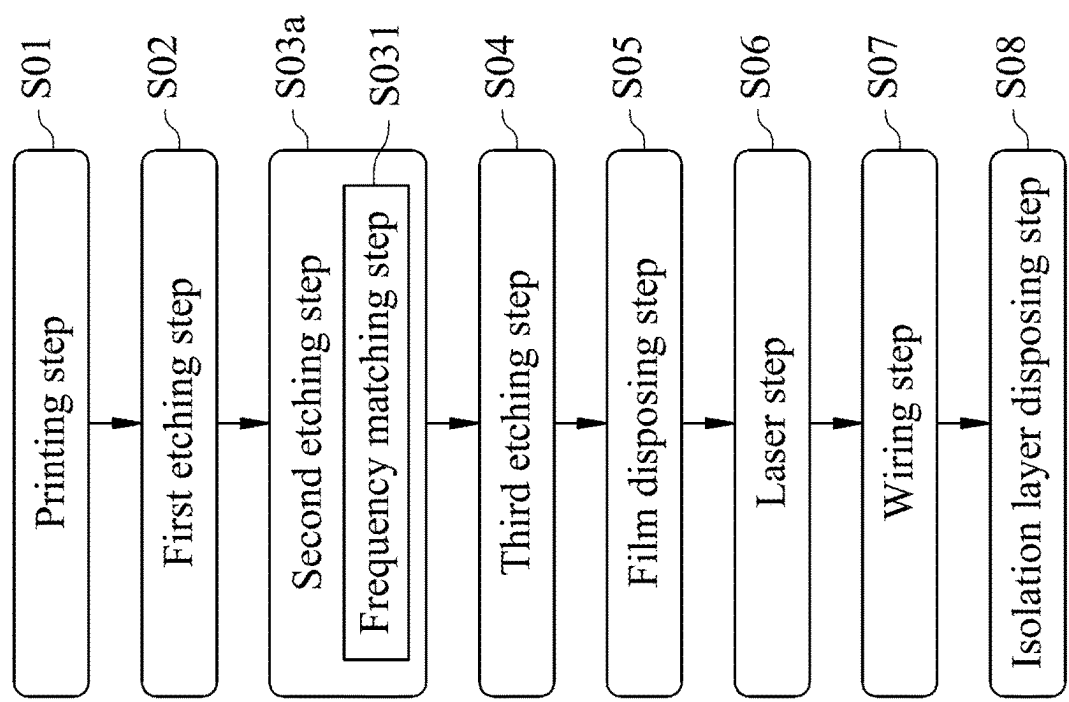 Printing step
S01
First etching step
S02
Second etching step
S03a
Frequency matching step
S031
Third etching step
S04
Film disposing step
S05
Laser step
S06
Wiring step
S07
Isolation layer disposing step
S08